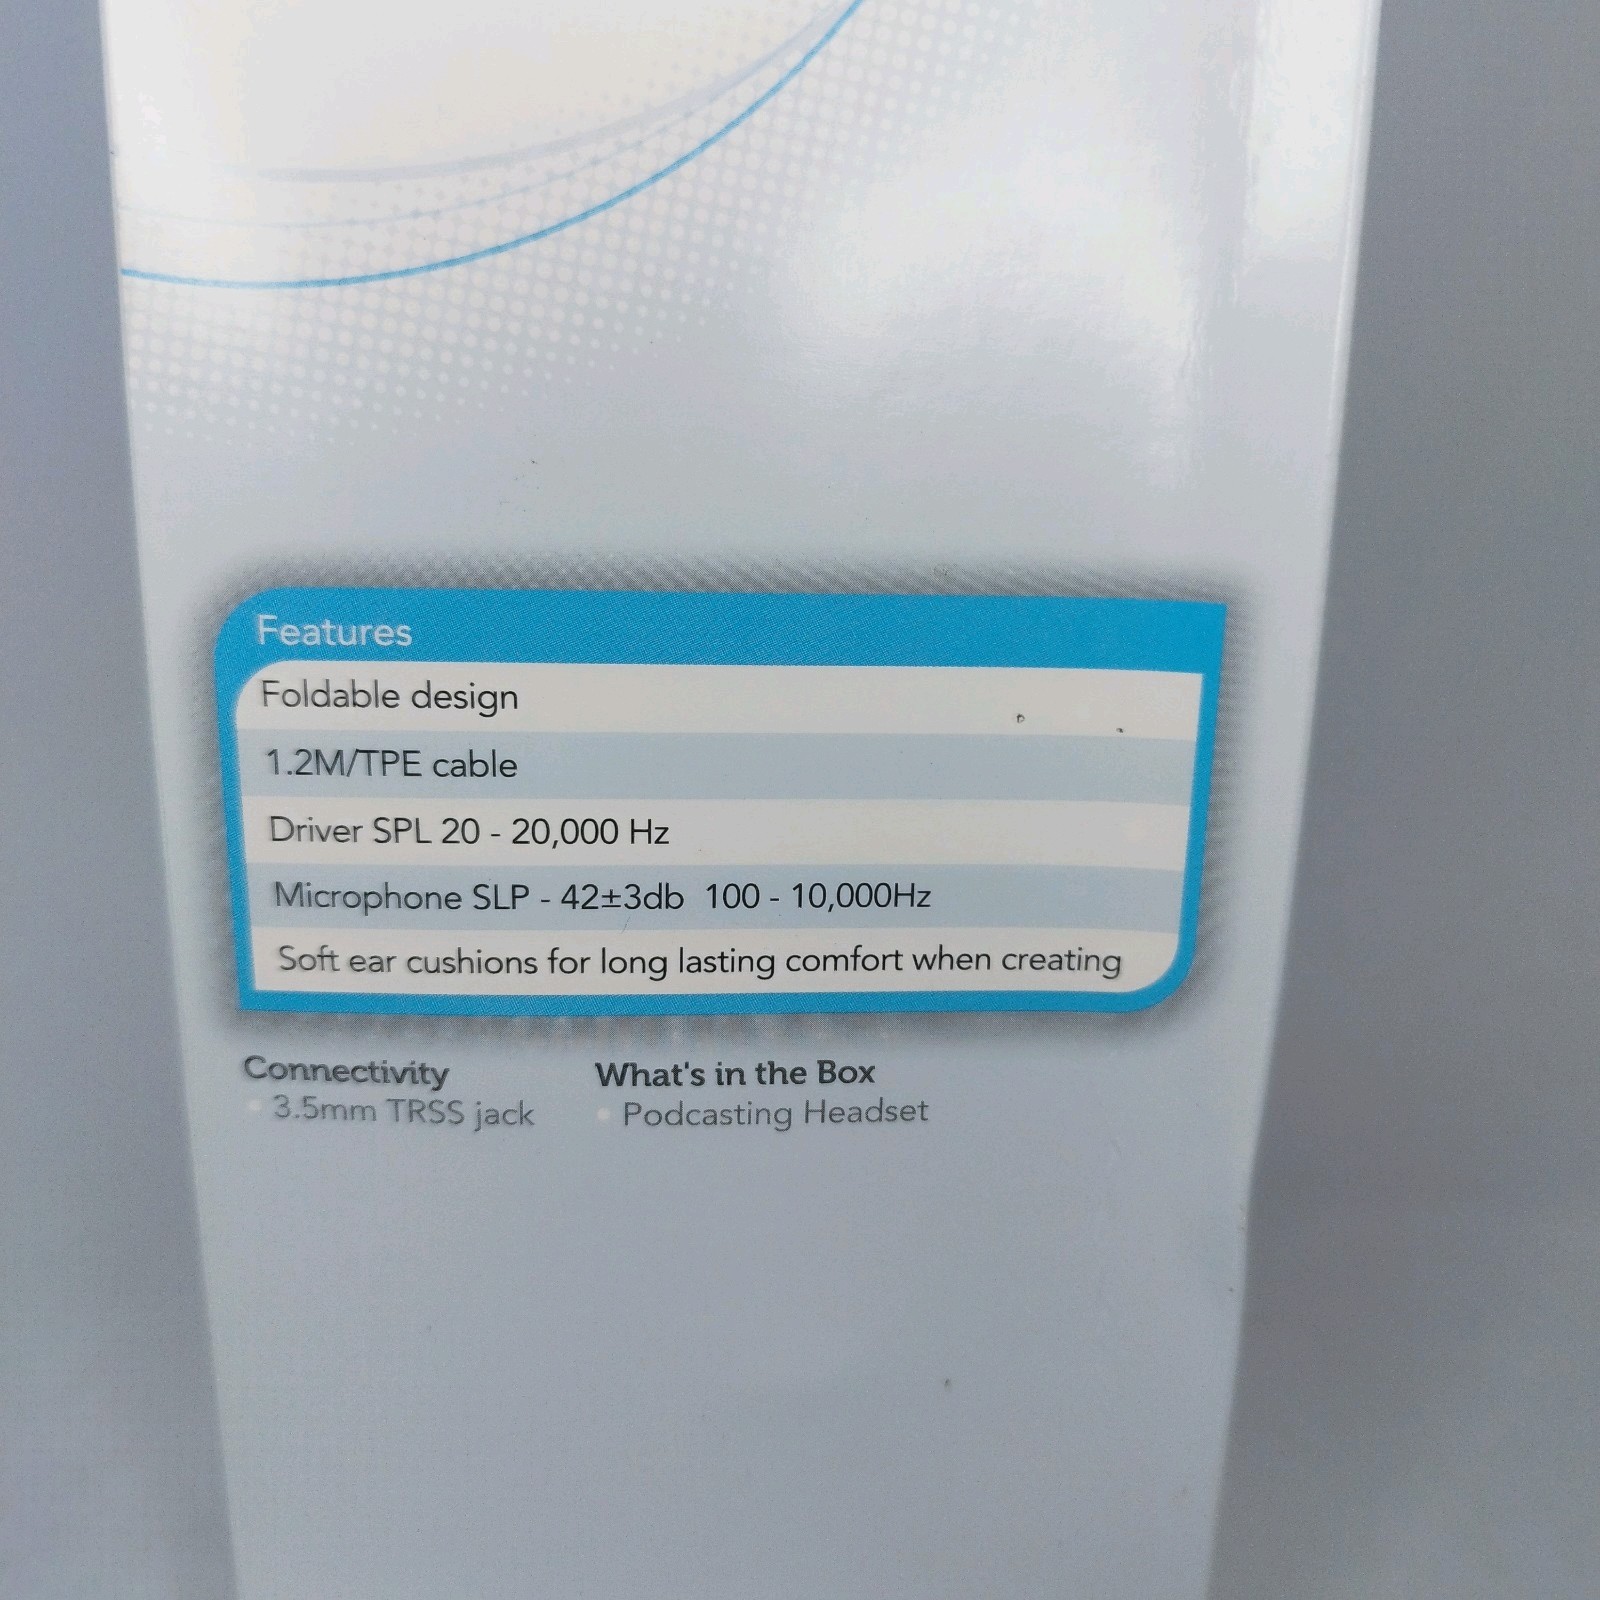 Features
Foldable design
1.2M/TPE cable
Driver SPL 20 - 20,000 Hz
Microphone SLP - 42±3db  100 - 10,000Hz
Soft ear cushions for long lasting comfort when creating
Connectivity
3.5mm TRSS jack
What's in the Box
Podcasting Headset